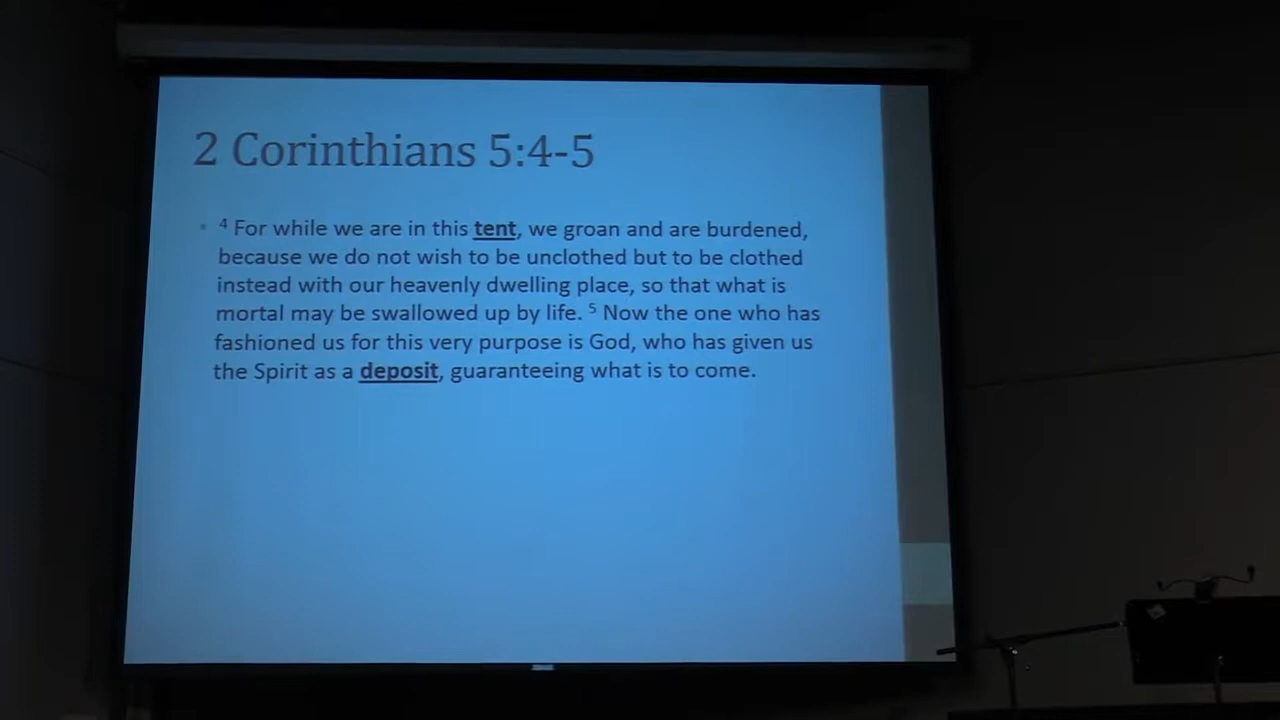 2 Corinthians 5:4-5
• ⁴ For while we are in this tent, we groan and are burdened,
because we do not wish to be unclothed but to be clothed
instead with our heavenly dwelling place, so that what is
mortal may be swallowed up by life. ⁵ Now the one who has
fashioned us for this very purpose is God, who has given us
the Spirit as a deposit, guaranteeing what is to come.